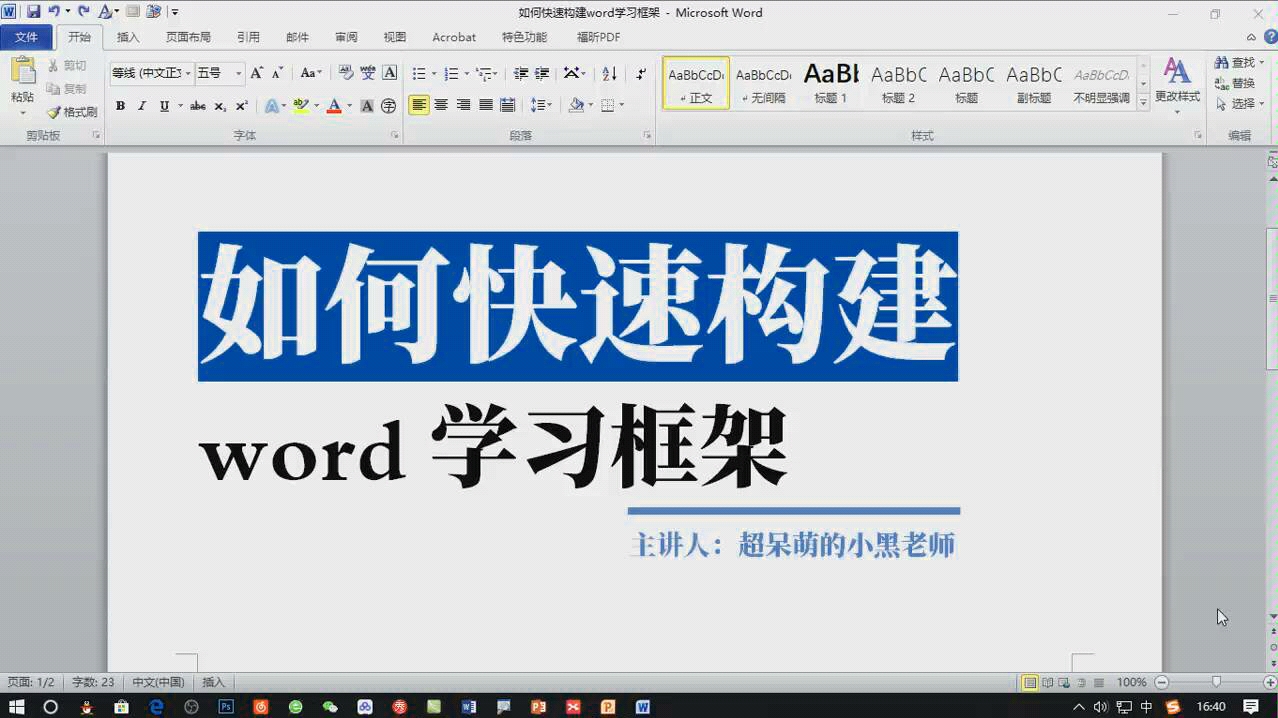 如何快速构建word学习框架 - Microsoft Word
文件 开始 插入 页面布局 引用 邮件 审阅 视图 Acrobat 特色功能 福昕PDF
粘贴 剪切 复制 格式刷
等线 (中文正 五号
AaBbCcD AaBbCcDi AaBb AaBbC AaBbC AaBbC AaBbCcD
正文 无间隔 标题 1 标题 2 标题 副标题 不明显强调
更改样式 查找 替换 选择
剪贴板 字体 段落 样式 编辑
如何快速构建
word 学习框架
主讲人：超呆萌的小黑老师
页面: 1/2 字数: 23 中文(中国) 插入 100%
中 16:40